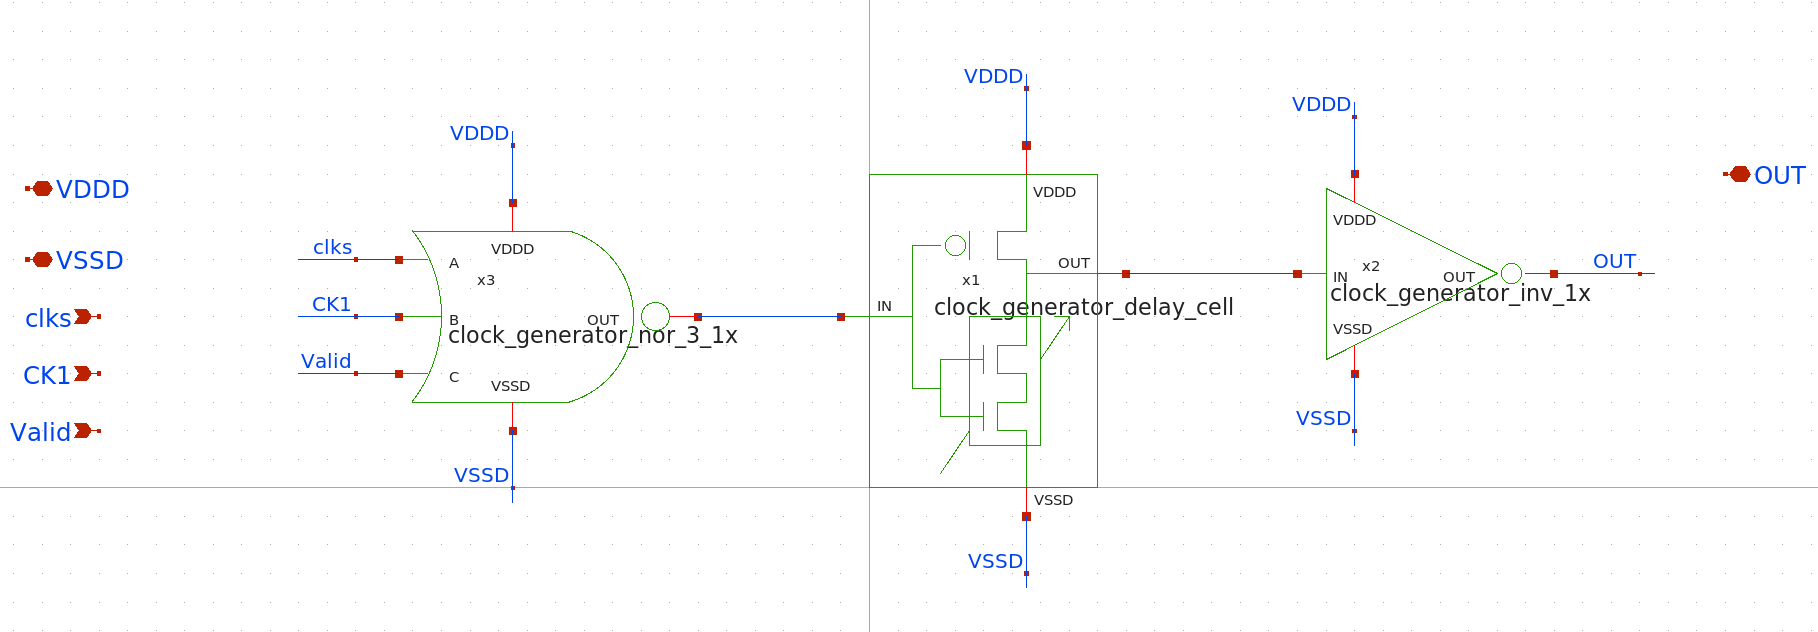 VDDD
VSSD
clks
CK1
Valid
VDDD
clks
CK1
Valid
VDDD
A
x3
B
OUT
clock_generator_nor_3_1x
C
VSSD
VSSD
VDDD
VDDD
OUT
x1
IN
clock_generator_delay_cell
VSSD
VSSD
VDDD
VDDD
x2
IN
OUT
clock_generator_inv_1x
VSSD
VSSD
OUT
OUT